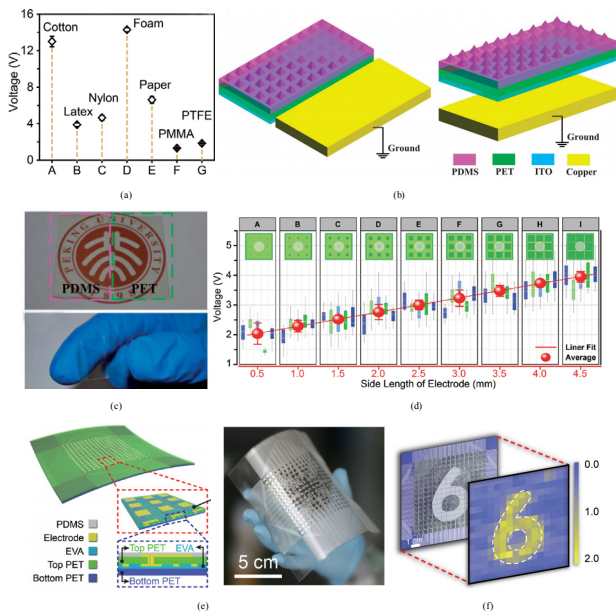 16
12
8
4
0
Voltage (V)
Cotton
Latex
Nylon
Foam
Paper
PMMA
PTFE
A B C D E F G
(a)
Ground
Ground
PDMS PET ITO Copper
(b)
PEKING UNIVERSITY
PDMS PET
(c)
A B C D E F G H I
5
4
3
2
1
Voltage (V)
Liner Fit
Average
0.5 1.0 1.5 2.0 2.5 3.0 3.5 4.0 4.5
Side Length of Electrode (mm)
(d)
PDMS
Electrode
EVA
Top PET
Bottom PET
Top PET EVA
Bottom PET
5 cm
(e)
6
6
0.0
1.0
2.0
(f)